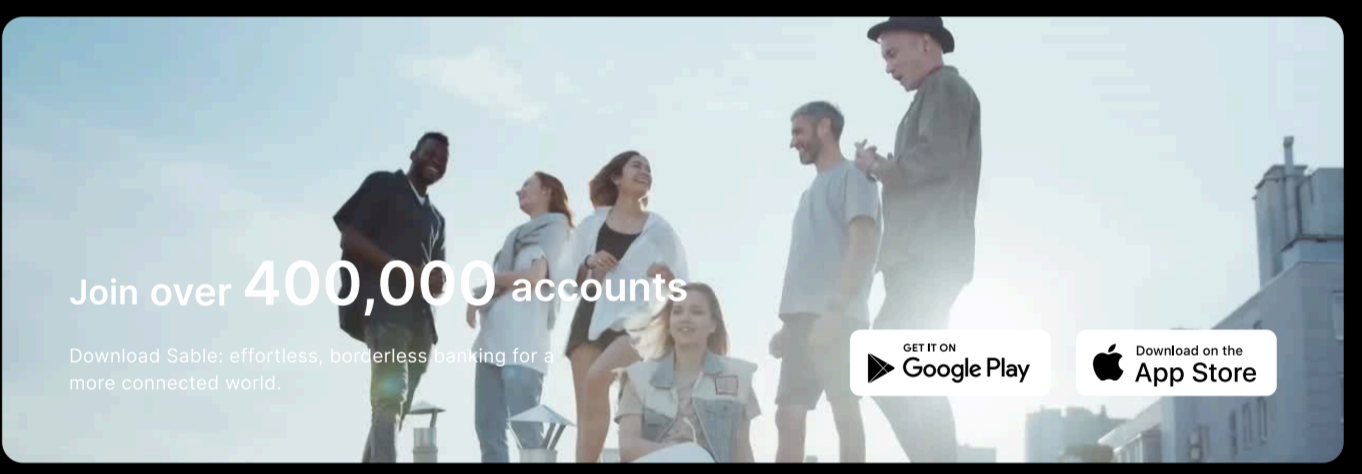 Join over 400,000 accounts
Download Sable: effortless, borderless banking for a
more connected world.
GET IT ON
Google Play
Download on the
App Store